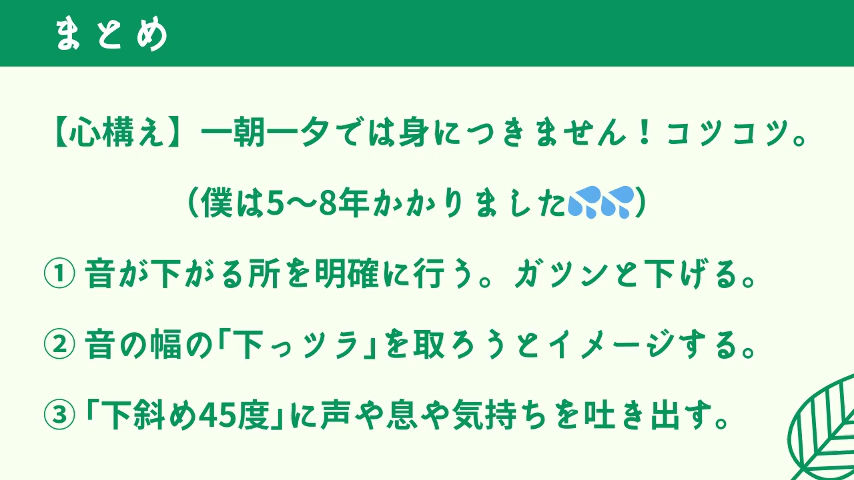 まとめ
【心構え】一朝一夕では身につきません！コツコツ。
（僕は5〜8年かかりました💦💦）
① 音が下がる所を明確に行う。ガツンと下げる。
② 音の幅の「下っツラ」を取ろうとイメージする。
③ 「下斜め45度」に声や息や気持ちを吐き出す。